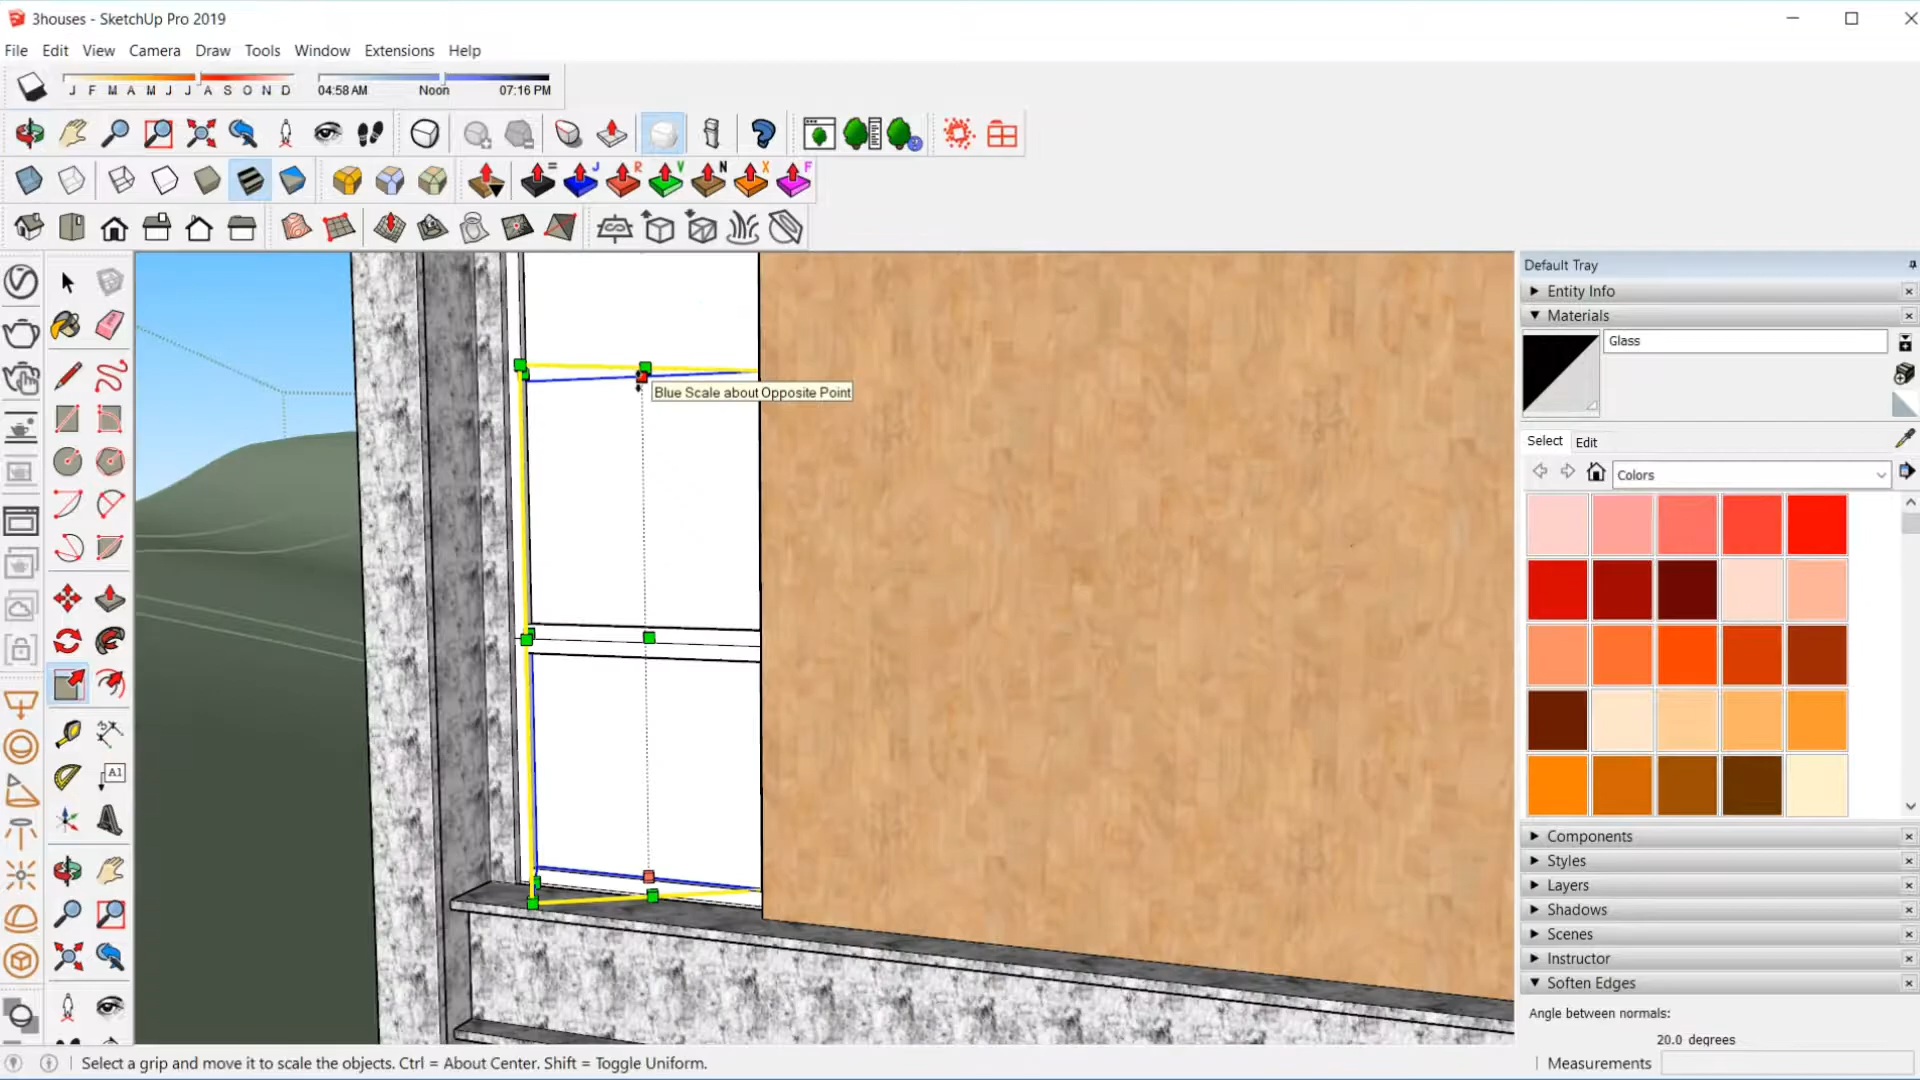 3houses - SketchUp Pro 2019
File Edit View Camera Draw Tools Window Extensions Help
J F M A M J J A S O N D
04:58 AM Noon 07:16 PM
= J R V N X F
Default Tray
Entity Info
Materials
Glass
Select Edit
Colors
Blue Scale about Opposite Point
A1
Components
Styles
Layers
Shadows
Scenes
Instructor
Soften Edges
Angle between normals:
20.0 degrees
Select a grip and move it to scale the objects. Ctrl = About Center. Shift = Toggle Uniform.
Measurements